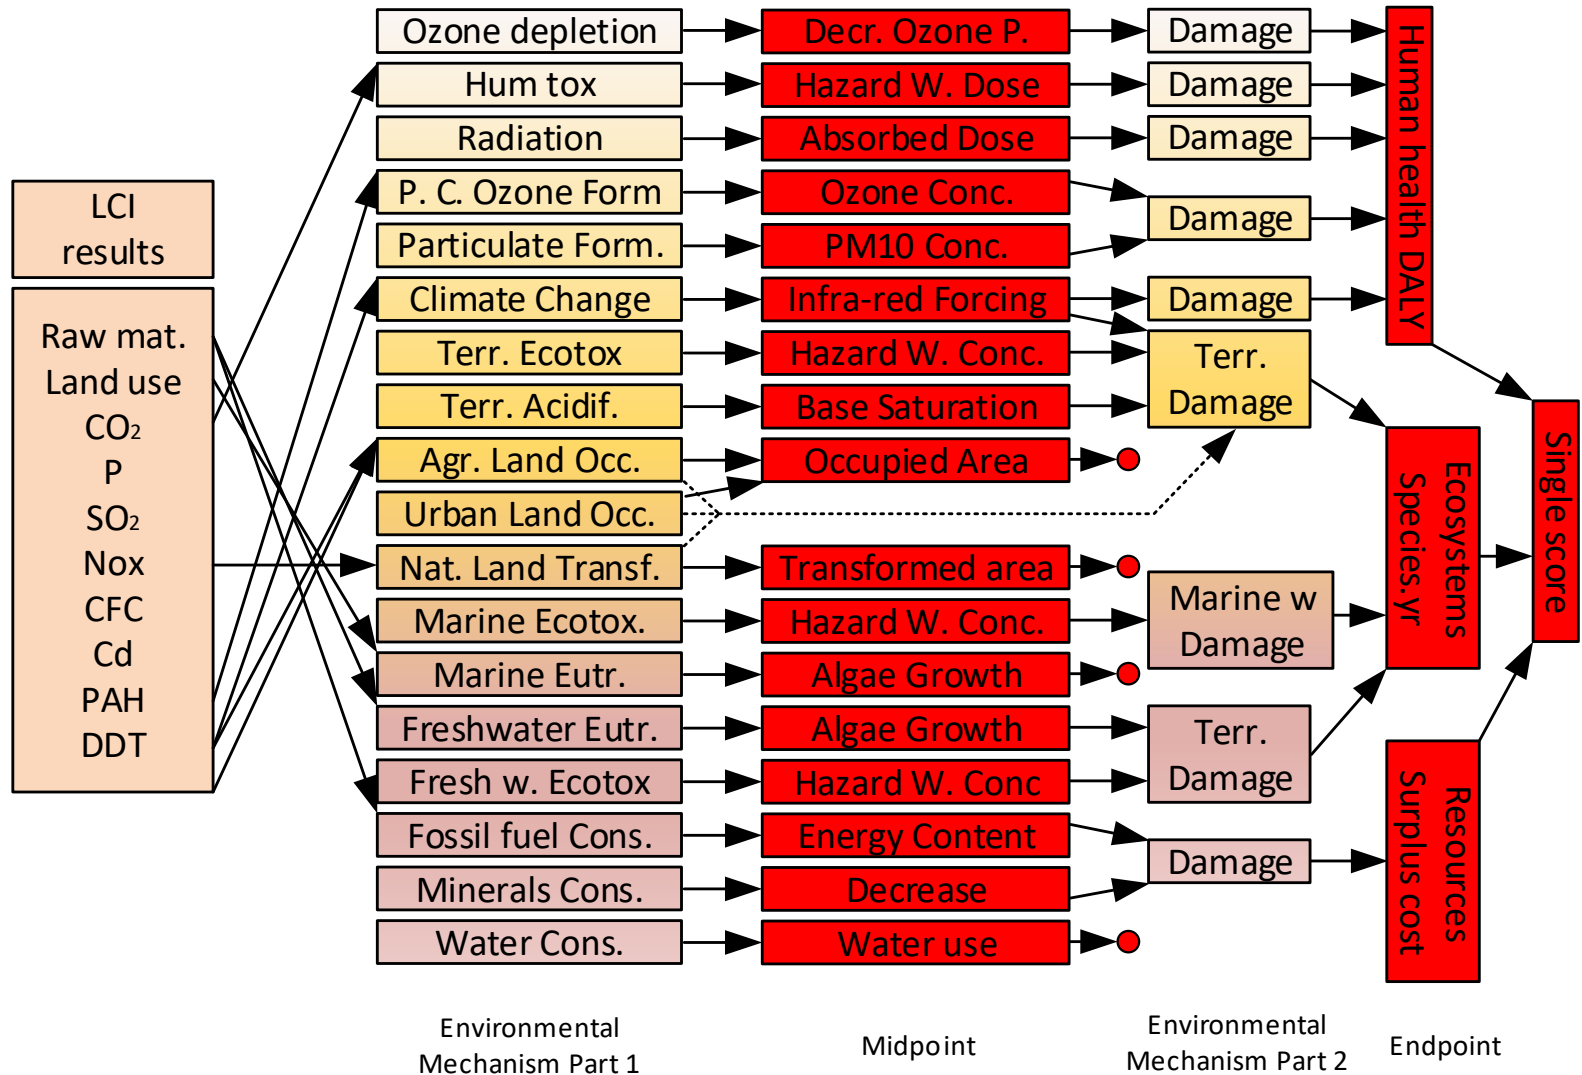 LCI
results
Raw mat.
Land use
CO2
P
SO2
Nox
CFC
Cd
PAH
DDT
Ozone depletion
Hum tox
Radiation
P. C. Ozone Form
Particulate Form.
Climate Change
Terr. Ecotox
Terr. Acidif.
Agr. Land Occ.
Urban Land Occ.
Nat. Land Transf.
Marine Ecotox.
Marine Eutr.
Freshwater Eutr.
Fresh w. Ecotox
Fossil fuel Cons.
Minerals Cons.
Water Cons.
Decr. Ozone P.
Hazard W. Dose
Absorbed Dose
Ozone Conc.
PM10 Conc.
Infra-red Forcing
Hazard W. Conc.
Base Saturation
Occupied Area
Transformed area
Hazard W. Conc.
Algae Growth
Algae Growth
Hazard W. Conc
Energy Content
Decrease
Water use
Damage
Damage
Damage
Damage
Damage
Terr.
Damage
Marine w
Damage
Terr.
Damage
Damage
Human health DALY
Ecosystems
Species.yr
Resources
Surplus cost
Single score
Environmental
Mechanism Part 1
Midpoint
Environmental
Mechanism Part 2
Endpoint